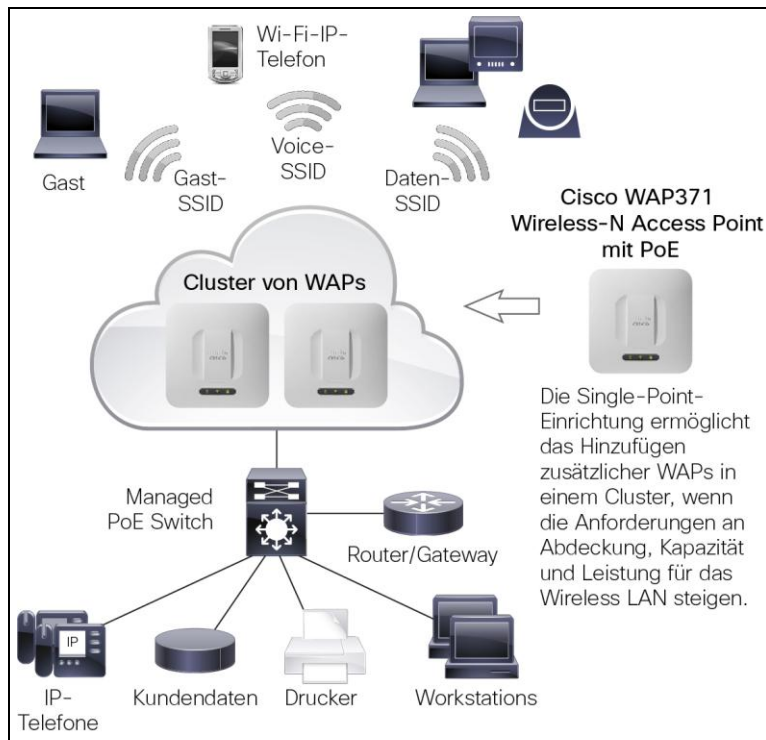 Wi-Fi-IP-
Telefon
Gast
Gast-
SSID
Voice-
SSID
Daten-
SSID
Cisco WAP371
Wireless-N Access Point
mit PoE
Cluster von WAPs
Die Single-Point-
Einrichtung ermöglicht
das Hinzufügen
zusätzlicher WAPs in
einem Cluster, wenn
die Anforderungen an
Abdeckung, Kapazität
und Leistung für das
Wireless LAN steigen.
Managed
PoE Switch
Router/Gateway
IP
IP-
Telefone
Kundendaten
Drucker
Workstations